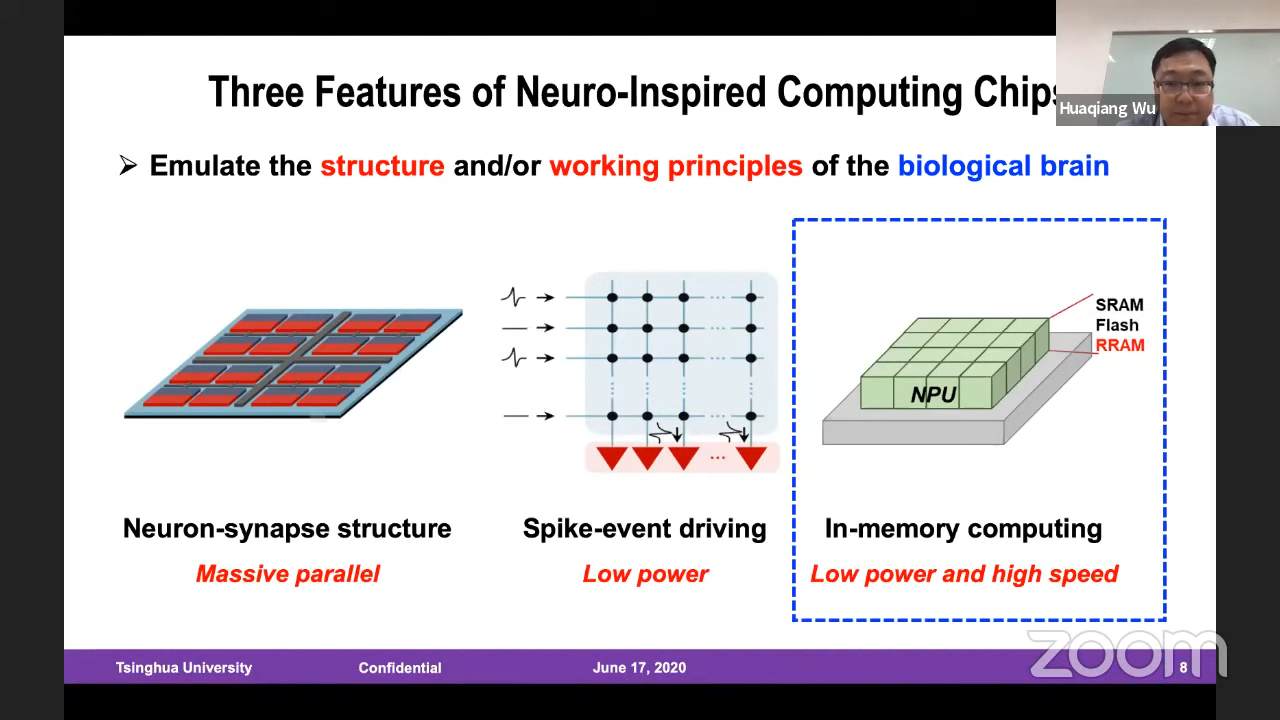 Three Features of Neuro-Inspired Computing Chips
Huaqiang Wu
➢ Emulate the structure and/or working principles of the biological brain
SRAM
Flash
RRAM
NPU
Neuron-synapse structure
Spike-event driving
In-memory computing
Massive parallel
Low power
Low power and high speed
zoom
Tsinghua University
Confidential
June 17, 2020
8